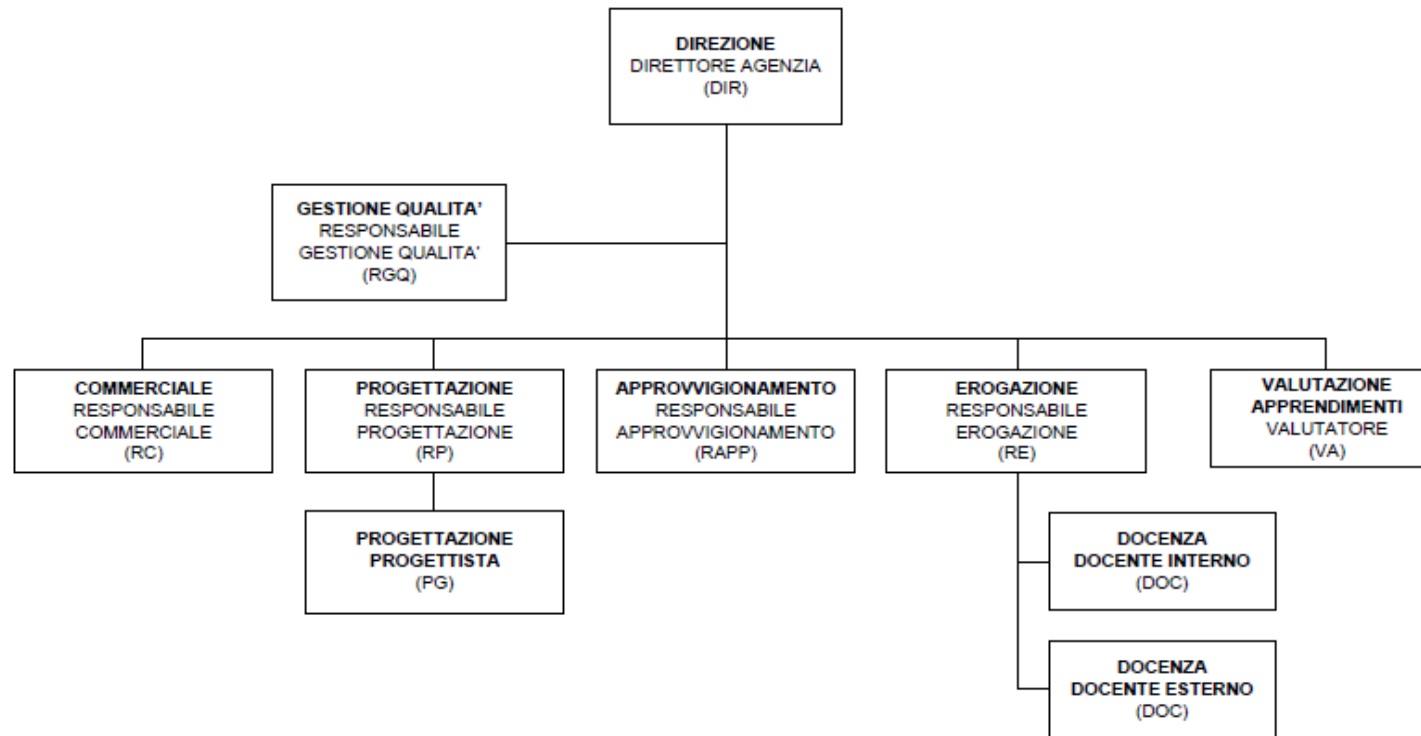 DIREZIONE
DIRETTORE AGENZIA
(DIR)
GESTIONE QUALITA'
RESPONSABILE
GESTIONE QUALITA'
(RGQ)
COMMERCIALE
RESPONSABILE
COMMERCIALE
(RC)
PROGETTAZIONE
RESPONSABILE
PROGETTAZIONE
(RP)
APPROVVIGIONAMENTO
RESPONSABILE
APPROVVIGIONAMENTO
(RAPP)
EROGAZIONE
RESPONSABILE
EROGAZIONE
(RE)
VALUTAZIONE
APPRENDIMENTI
VALUTATORE
(VA)
PROGETTAZIONE
PROGETTISTA
(PG)
DOCENZA
DOCENTE INTERNO
(DOC)
DOCENZA
DOCENTE ESTERNO
(DOC)